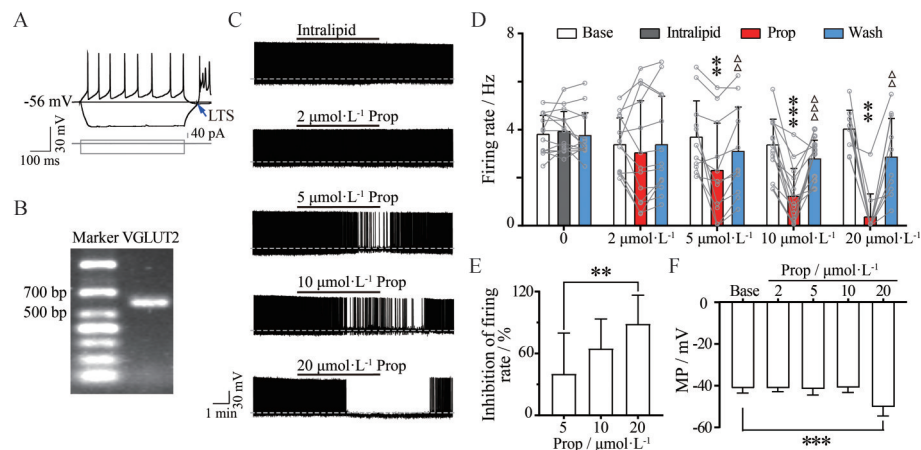 A
-56 mV
LTS
40 pA
30 mV
100 ms
B
Marker VGLUT2
700 bp
500 bp
C
Intralipid
2 μmol·L⁻¹ Prop
5 μmol·L⁻¹ Prop
10 μmol·L⁻¹ Prop
20 μmol·L⁻¹ Prop
30 mV
1 min
D
Base Intralipid Prop Wash
Firing rate / Hz
8
4
0
** △△
*** △△△
** △△
0 2 μmol·L⁻¹ 5 μmol·L⁻¹ 10 μmol·L⁻¹ 20 μmol·L⁻¹
E
Inhibition of firing
rate / %
120
60
0
**
5 10 20
Prop / μmol·L⁻¹
F
Prop / μmol·L⁻¹
Base 2 5 10 20
MP / mV
0
-20
-40
-60
***